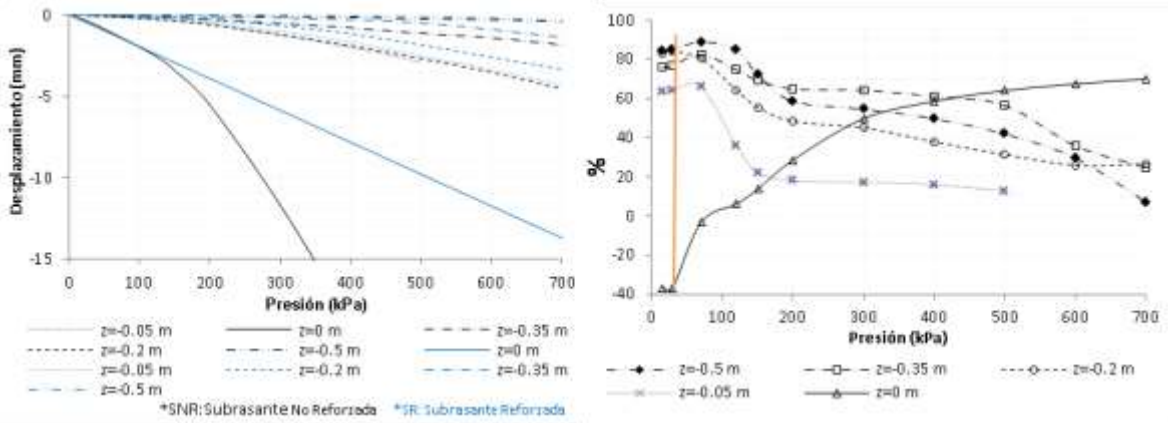 0
-5
-10
-15
Desplazamiento (mm)
0 100 200 300 400 500 600 700
Presión (kPa)
z=-0.05 m z=0 m z=-0.35 m
z=-0.2 m z=-0.5 m z=0 m
z=-0.05 m z=-0.2 m z=-0.35 m
z=-0.5 m
*SNR:Subrasante No Reforzada *SR: Subrasante Reforzada
100
80
60
40
20
0
-20
-40
%
0 100 200 300 400 500 600 700
Presión (kPa)
z=-0.5 m z=-0.35 m z=-0.2 m
z=-0.05 m z=0 m